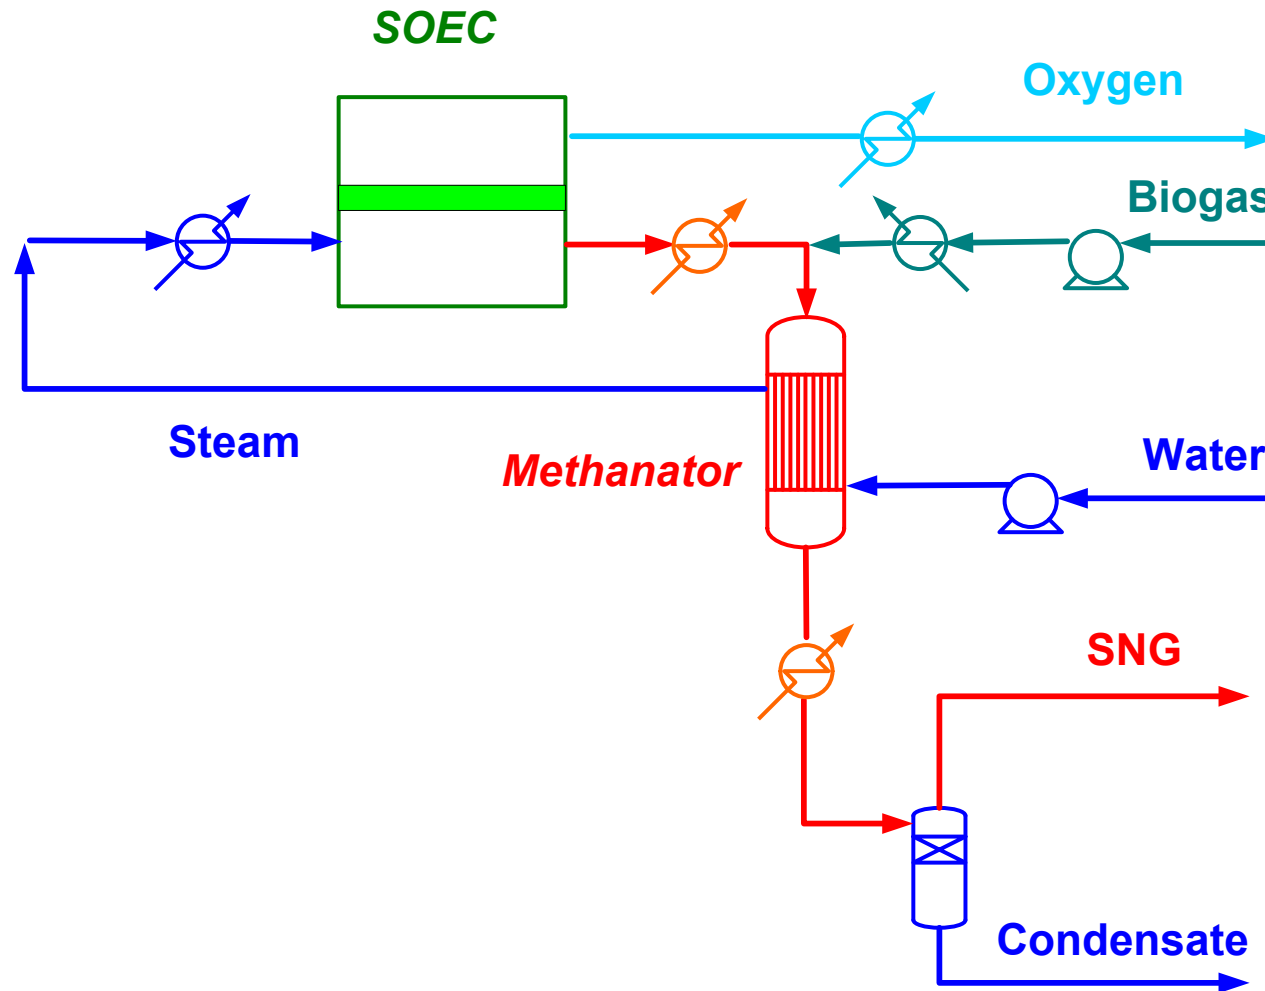 SOEC
Oxygen
Biogas
Steam
Methanator
Water
SNG
Condensate